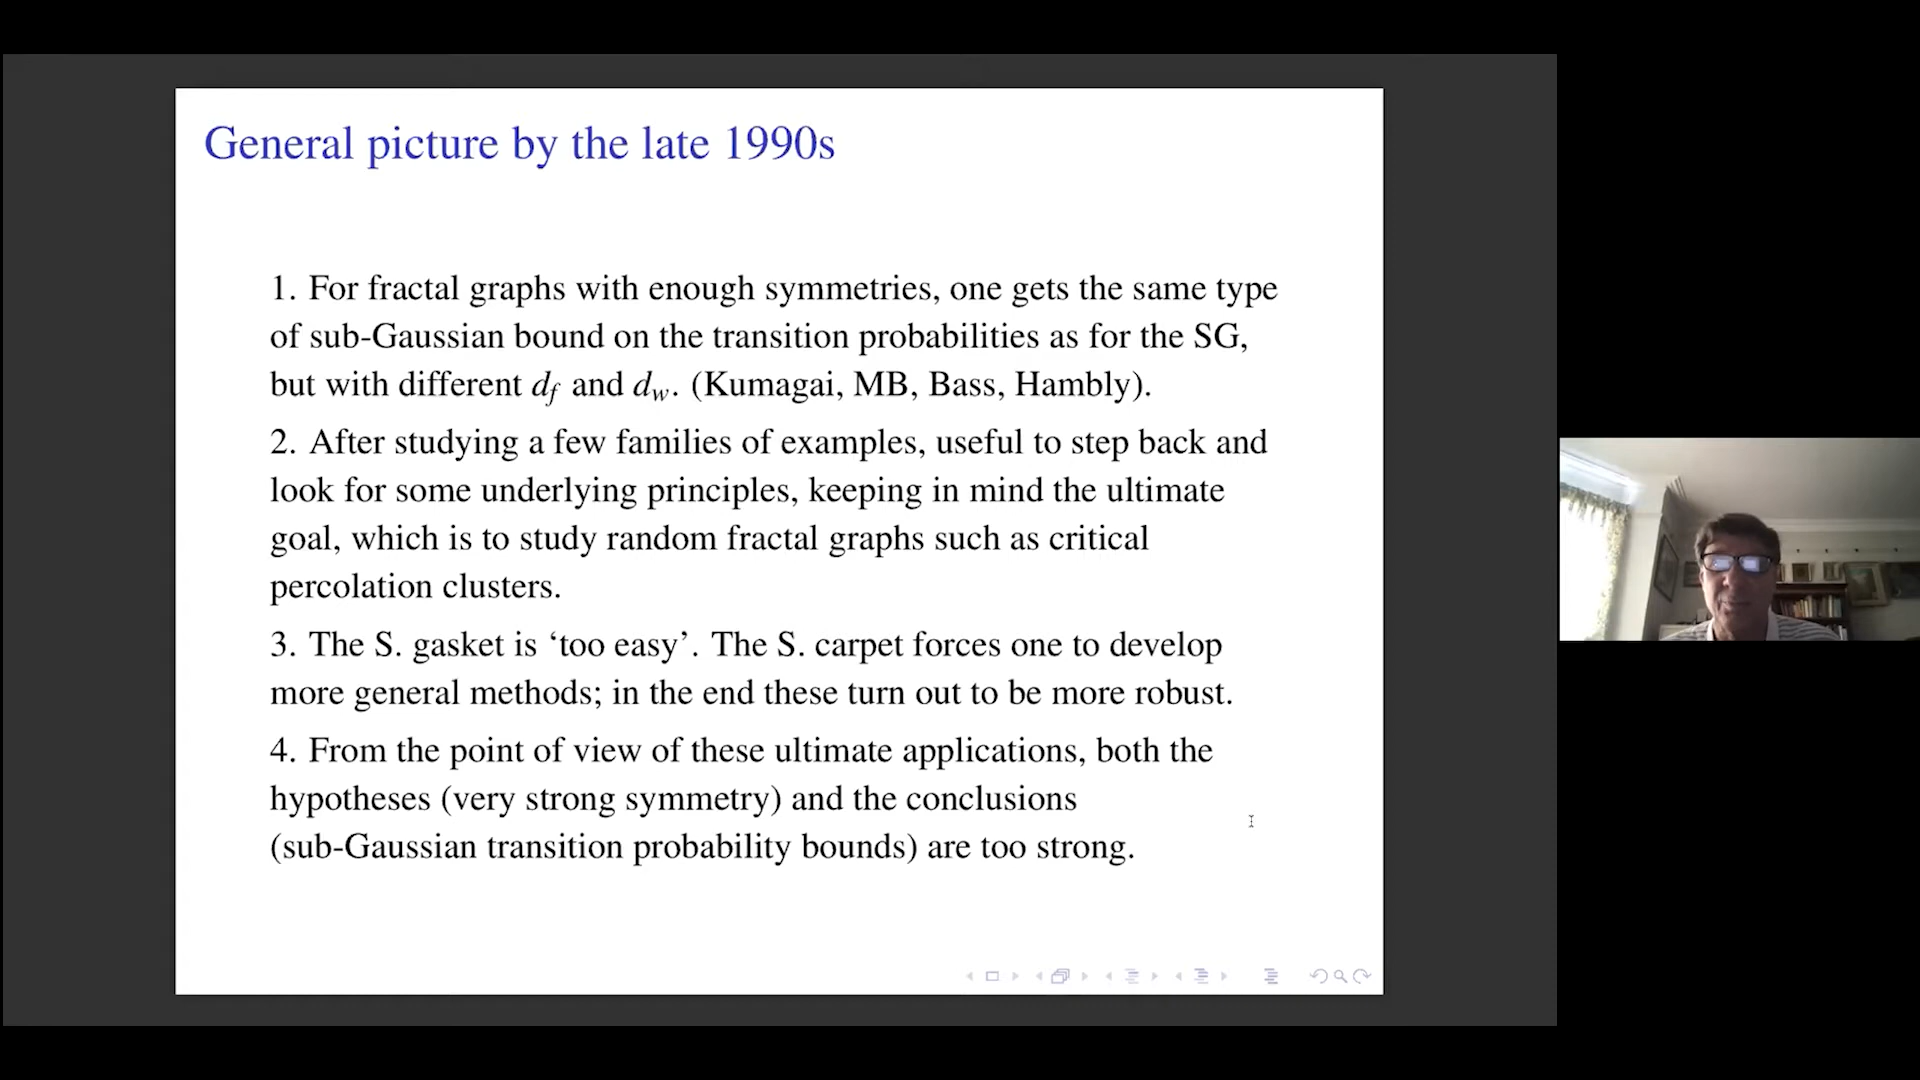 General picture by the late 1990s
1. For fractal graphs with enough symmetries, one gets the same type
of sub-Gaussian bound on the transition probabilities as for the SG,
but with different d_f and d_w. (Kumagai, MB, Bass, Hambly).
2. After studying a few families of examples, useful to step back and
look for some underlying principles, keeping in mind the ultimate
goal, which is to study random fractal graphs such as critical
percolation clusters.
3. The S. gasket is ‘too easy’. The S. carpet forces one to develop
more general methods; in the end these turn out to be more robust.
4. From the point of view of these ultimate applications, both the
hypotheses (very strong symmetry) and the conclusions
(sub-Gaussian transition probability bounds) are too strong.